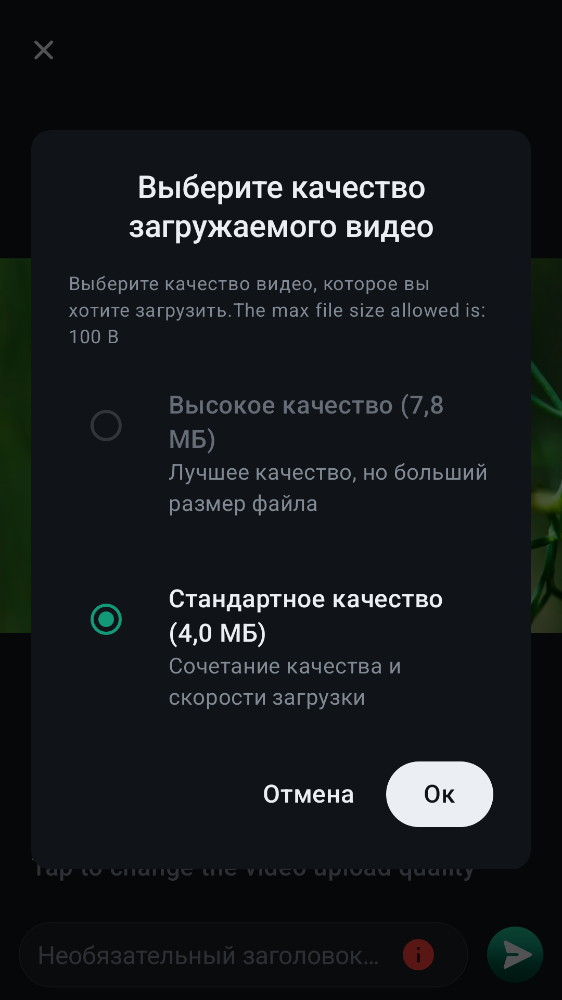 Выберите качество
загружаемого видео
Выберите качество видео, которое вы
хотите загрузить.The max file size allowed is:
100 B
Высокое качество (7,8
МБ)
Лучшее качество, но больший
размер файла
Стандартное качество
(4,0 МБ)
Сочетание качества и
скорости загрузки
Отмена
Ок
Tap to change the video upload quality
Необязательный заголовок...